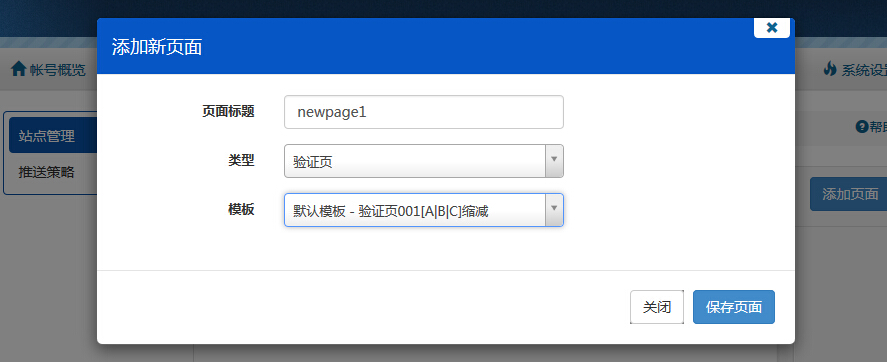 添加新页面
帐号概览
系统设置
页面标题 newpage1
站点管理
帮助
类型 验证页
推送策略
添加页面
模板 默认模板 - 验证页001[A|B|C]缩减
关闭 保存页面